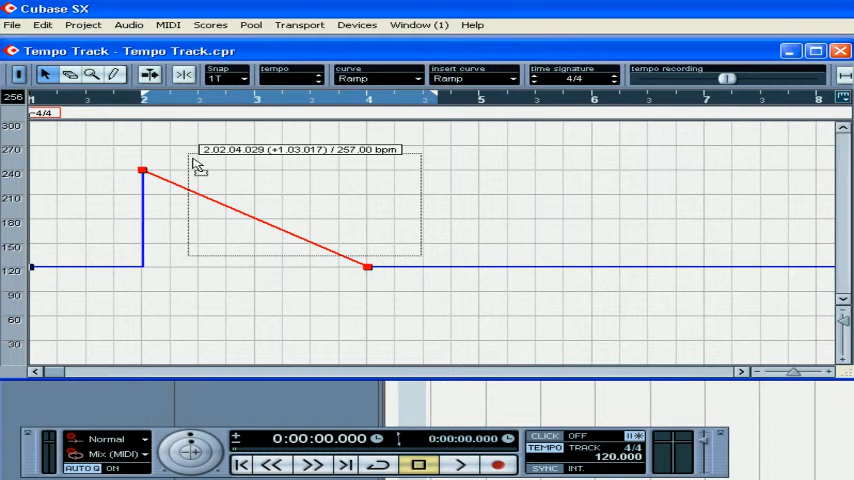 Cubase SX
File Edit Project Audio MIDI Scores Pool Transport Devices Window (1) Help
Tempo Track - Tempo Track.cpr
Snap tempo curve insert curve time signature tempo recording
1T Ramp Ramp 4/4
256 1 3 2 3 3 3 4 3 5 3 6 3 7 3 8
4/4
300
2.02.04.029 (+1.03.017) / 257.00 bpm
270
240
210
180
150
120
90
60
30
Normal 0:00:00.000 0:00:00.000 CLICK OFF
TEMPO TRACK 4/4
Mix (MIDI) 120.000
AUTO Q ON SYNC INT.